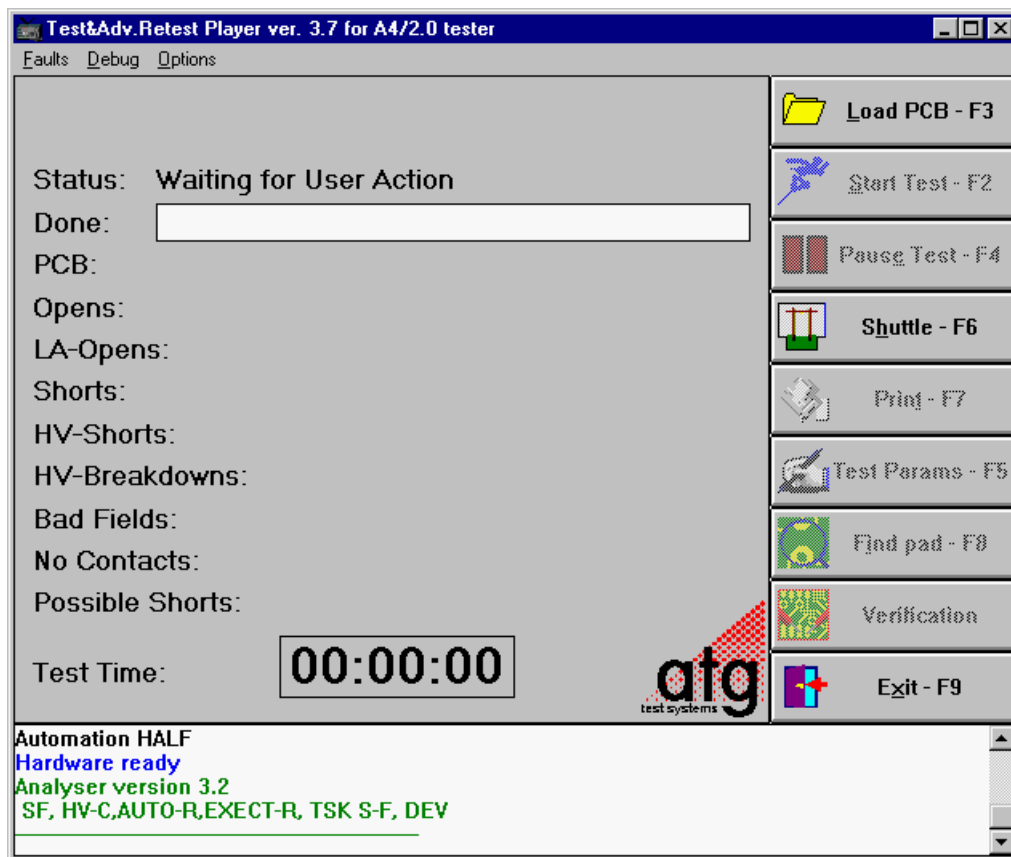 Test&Adv.Retest Player ver. 3.7 for A4/2.0 tester
Faults Debug Options
Load PCB - F3
Start Test - F2
Status: Waiting for User Action
Done:
Pause Test - F4
PCB:
Opens:
Shuttle - F6
LA-Opens:
Shorts:
Print - F7
HV-Shorts:
HV-Breakdowns:
Test Params - F5
Bad Fields:
Find pad - F8
No Contacts:
Possible Shorts:
Verification
Test Time: 00:00:00
atg
test systems
Exit - F9
Automation HALF
Hardware ready
Analyser version 3.2
SF, HV-C,AUTO-R,EXECT-R, TSK S-F, DEV